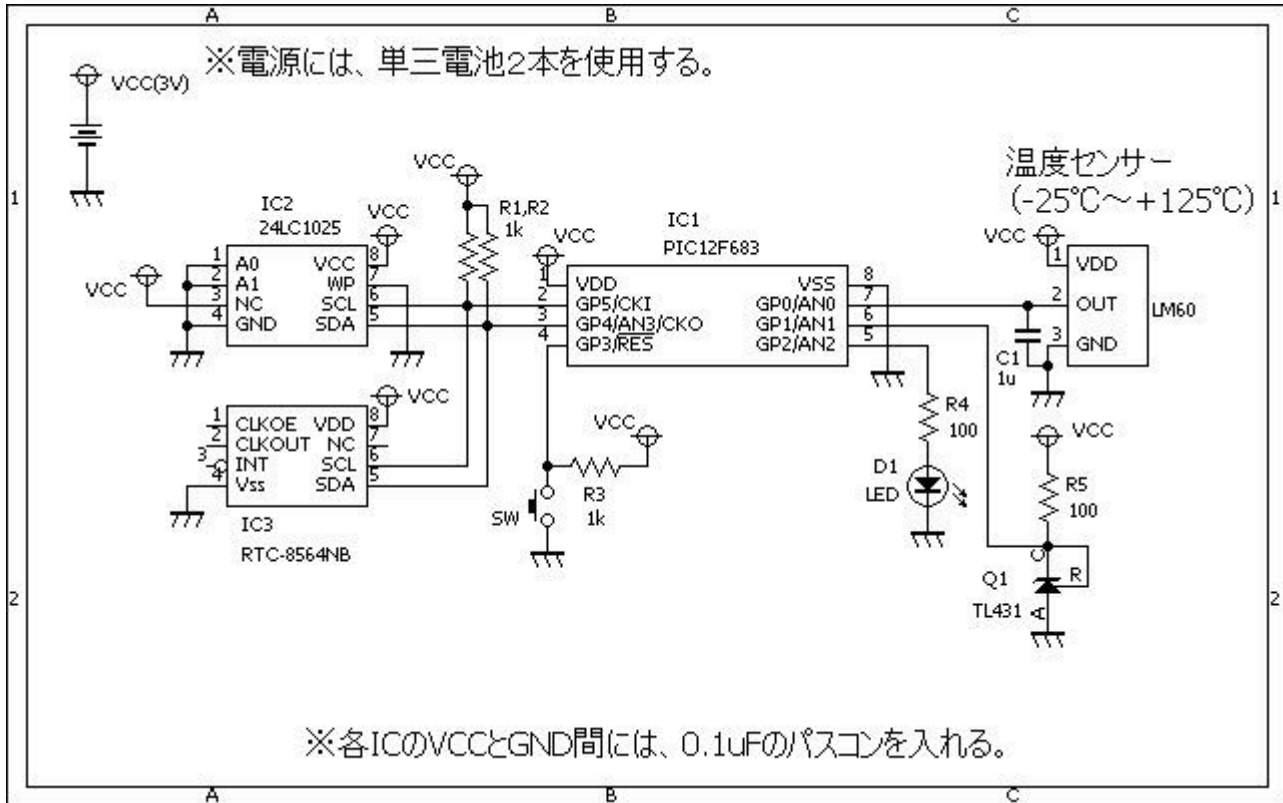 A B C
※電源には、単三電池2本を使用する。
VCC(3V)
1
1
温度センサー
(-25℃～+125℃)
VCC
R1,R2
1k
IC2
24LC1025
VCC
VCC
1 A0 VCC 8
2 A1 WP 7
3 NC SCL 6
4 GND SDA 5
IC1
PIC12F683
VCC
1 VDD VSS 8
2 GP5/CKI GP0/AN0 7
3 GP4/AN3/CKO GP1/AN1 6
4 GP3/RES GP2/AN2 5
VCC
1 VDD
2 OUT
3 GND
LM60
C1
1u
VCC
1 CLKOE VDD 8
2 CLKOUT NC 7
3 INT SCL 6
4 Vss SDA 5
IC3
RTC-8564NB
VCC
R3
1k
SW
R4
100
D1
LED
VCC
R5
100
C
R
Q1
TL431
A
2
2
※各ICのVCCとGND間には、0.1uFのパスコンを入れる。
A B C